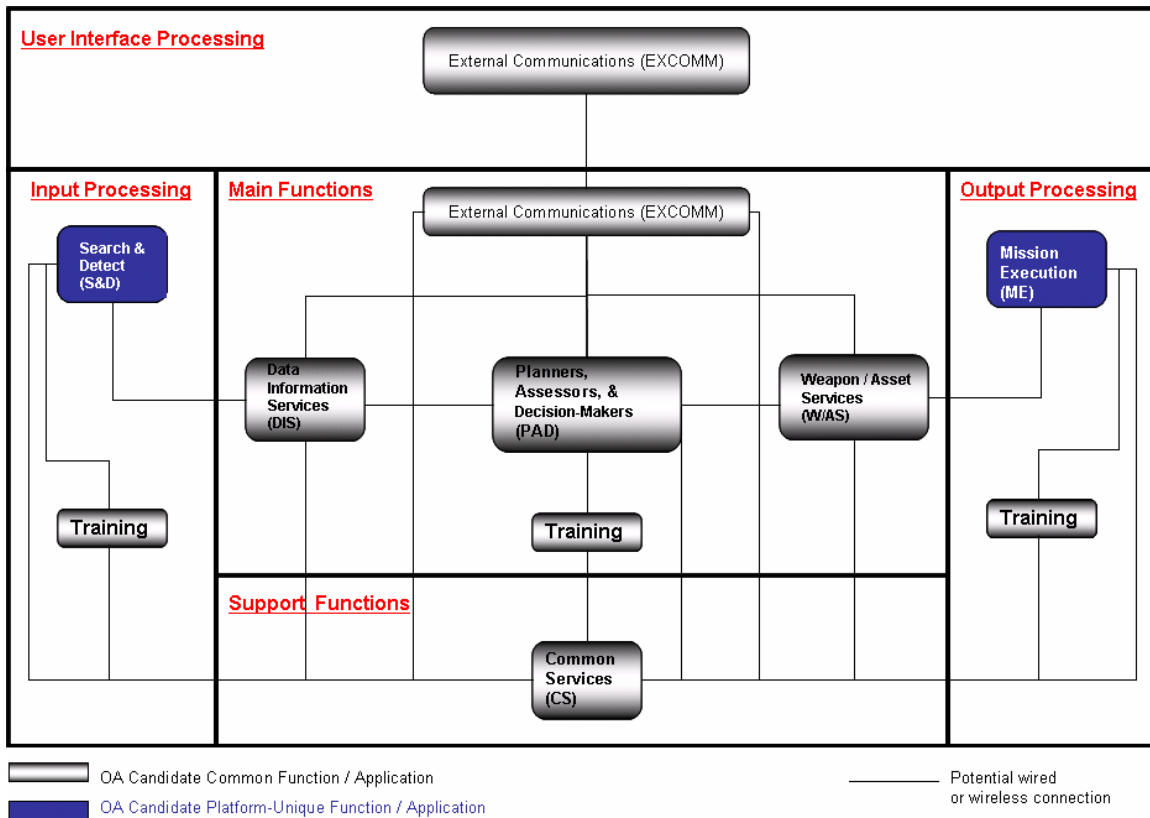 User Interface Processing
External Communications (EXCOMM)
Input Processing
Main Functions
Output Processing
External Communications (EXCOMM)
Search &
Detect
(S&D)
Mission
Execution
(ME)
Data
Information
Services
(DIS)
Planners,
Assessors, &
Decision-Makers
(PAD)
Weapon / Asset
Services
(W/AS)
Training
Training
Training
Support Functions
Common
Services
(CS)
OA Candidate Common Function / Application
OA Candidate Platform-Unique Function / Application
Potential wired
or wireless connection